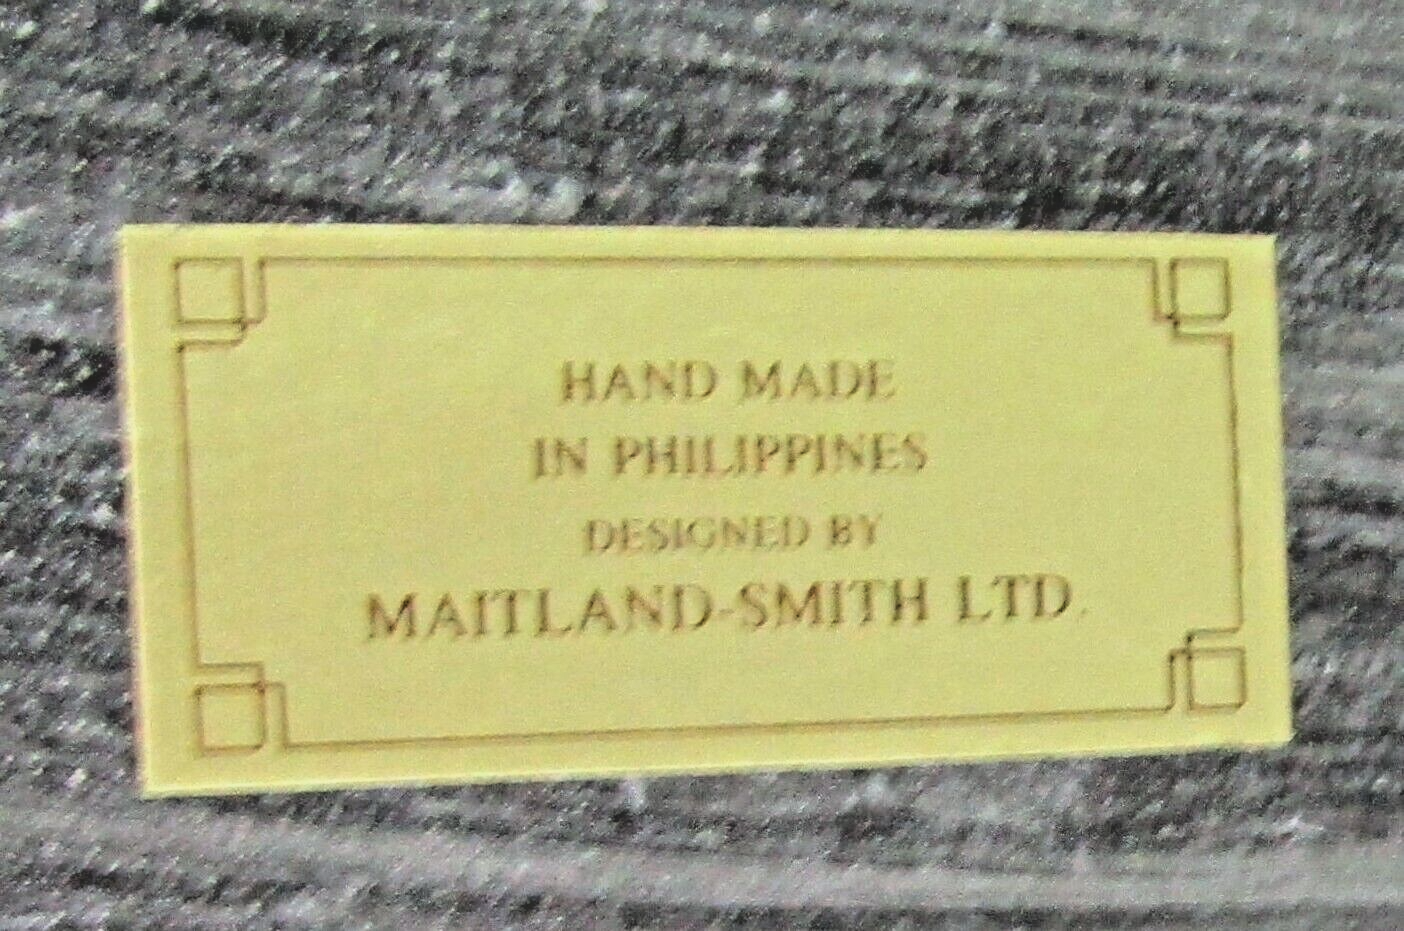 HAND MADE
IN PHILIPPINES
DESIGNED BY
MAITLAND-SMITH LTD.